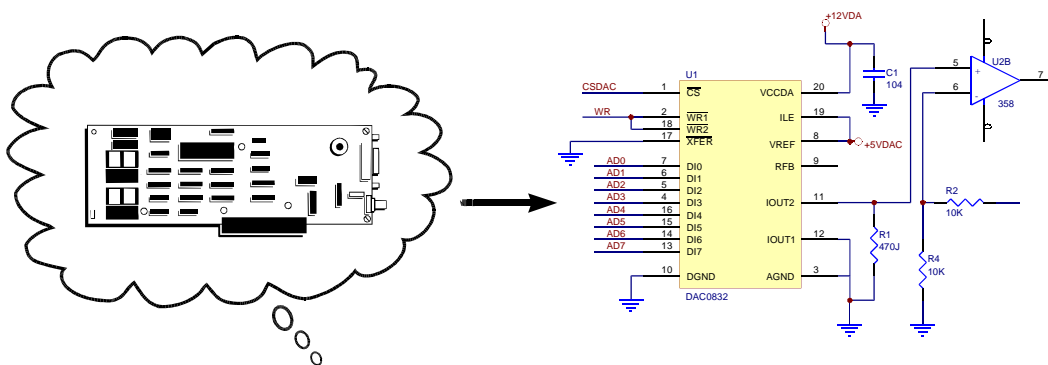 +12VDA
U1
C1
104
U2B
5
+
7
6
-
358
CSDAC
1
CS
VCCDA
20
WR
2
WR1
ILE
19
18
WR2
17
XFER
VREF
8
+5VDAC
AD0
7
DI0
RFB
9
AD1
6
DI1
AD2
5
DI2
AD3
4
DI3
IOUT2
11
AD4
16
DI4
AD5
15
DI5
AD6
14
DI6
IOUT1
12
AD7
13
DI7
R1
470J
R2
10K
R4
10K
10
DGND
AGND
3
DAC0832